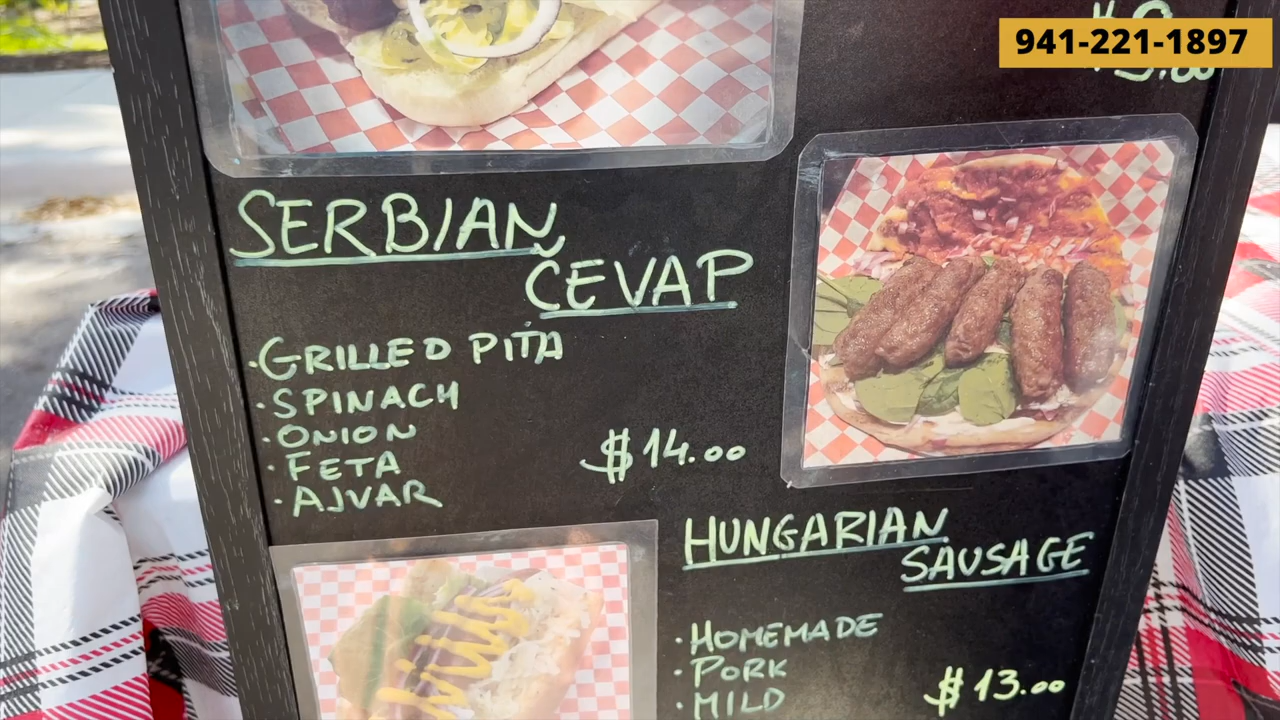 941-221-1897
SERBIAN
CEVAP
·GRILLED PITA
·SPINACH
·ONION
·FETA
·AJVAR
$14.00
HUNGARIAN
SAUSAGE
·HOMEMADE
·PORK
·MILD
$13.00